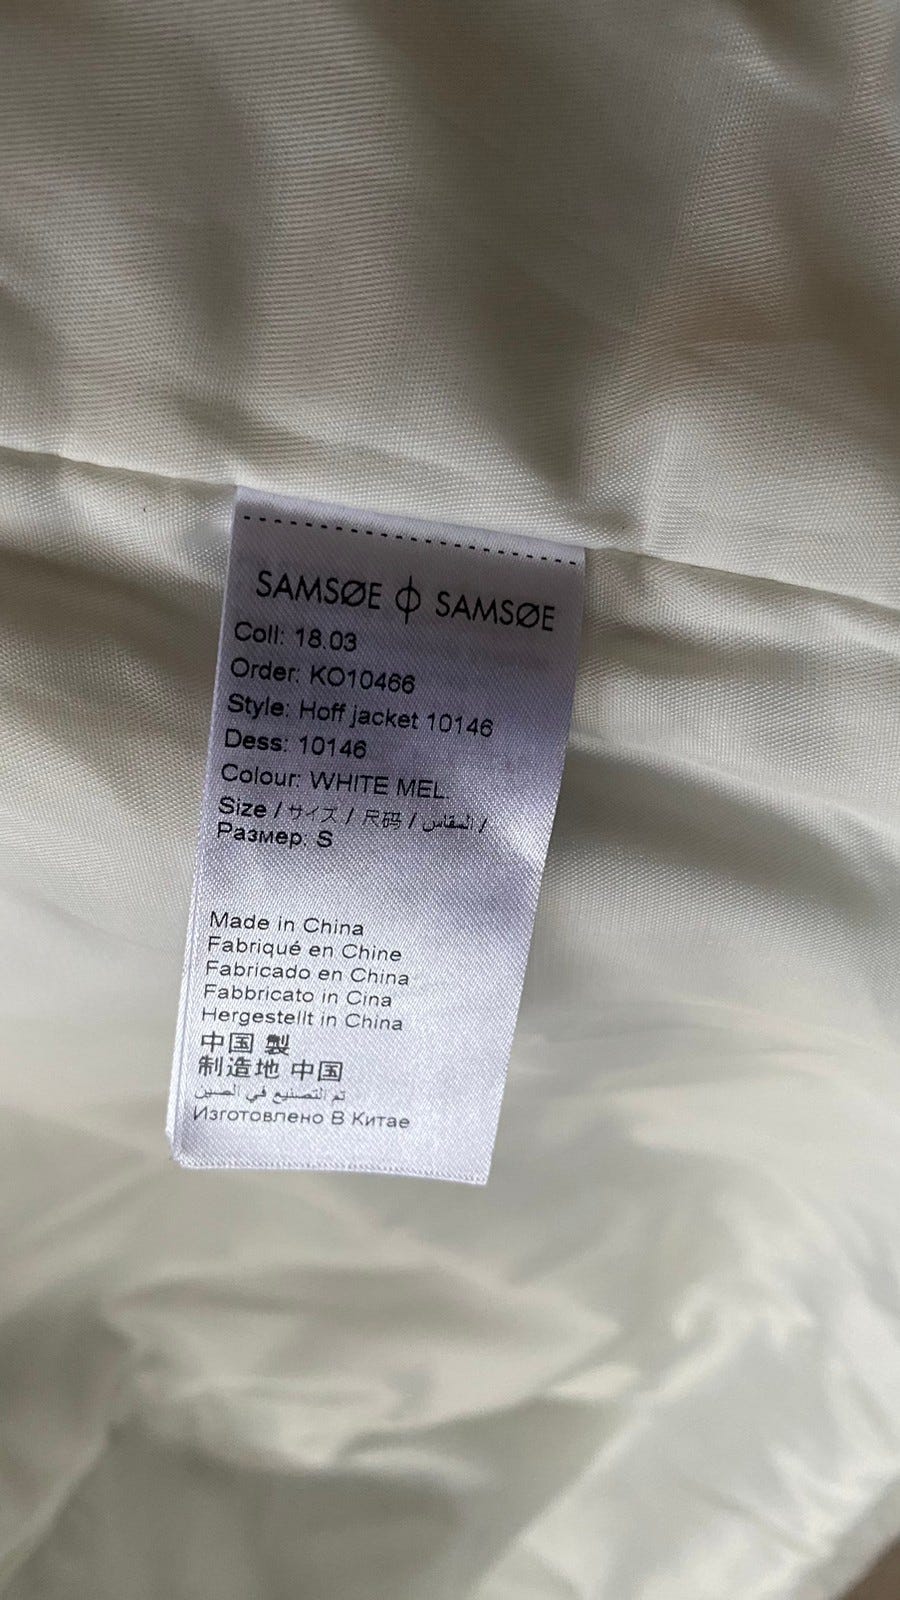 SAMSØE ϕ SAMSØE
Coll: 18.03
Order: KO10466
Style: Hoff jacket 10146
Dess: 10146
Colour: WHITE MEL.
Size / サイズ / 尺码 / المقاس /
Размер: S
Made in China
Fabriqué en Chine
Fabricado en China
Fabbricato in Cina
Hergestellt in China
中国 製
制造地 中国
تم التصنيع في الصين
Изготовлено В Китае